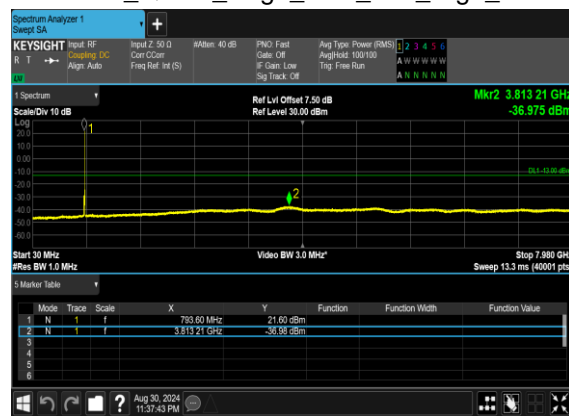 Spectrum Analyzer 1
Swept SA
+
KEYSIGHT
R T
Input: RF
Coupling: DC
Align: Auto
Input Z: 50 Ω
Corr CCorr
Freq Ref: Int (S)
#Atten: 40 dB
PNO: Fast
Gate: Off
IF Gain: Low
Sig Track: Off
Avg Type: Power (RMS)
Avg|Hold: 100/100
Trig: Free Run
1 2 3 4 5 6
A W W W W W
A N N N N N
1 Spectrum
Scale/Div 10 dB
Ref Lvl Offset 7.50 dB
Ref Level 30.00 dBm
Mkr2 3.813 21 GHz
-36.975 dBm
Log
20.0
10.0
0.00
-10.0
-20.0
-30.0
-40.0
-50.0
-60.0
1
2
DL1 -13.00 dBm
Start 30 MHz
#Res BW 1.0 MHz
Video BW 3.0 MHz*
Stop 7.980 GHz
Sweep 13.3 ms (40001 pts)
5 Marker Table
Mode Trace Scale X Y Function Function Width Function Value
1 N 1 f 793.60 MHz 21.60 dBm
2 N 1 f 3.813 21 GHz -36.98 dBm
3
4
5
6
?
Aug 30, 2024
11:37:43 PM